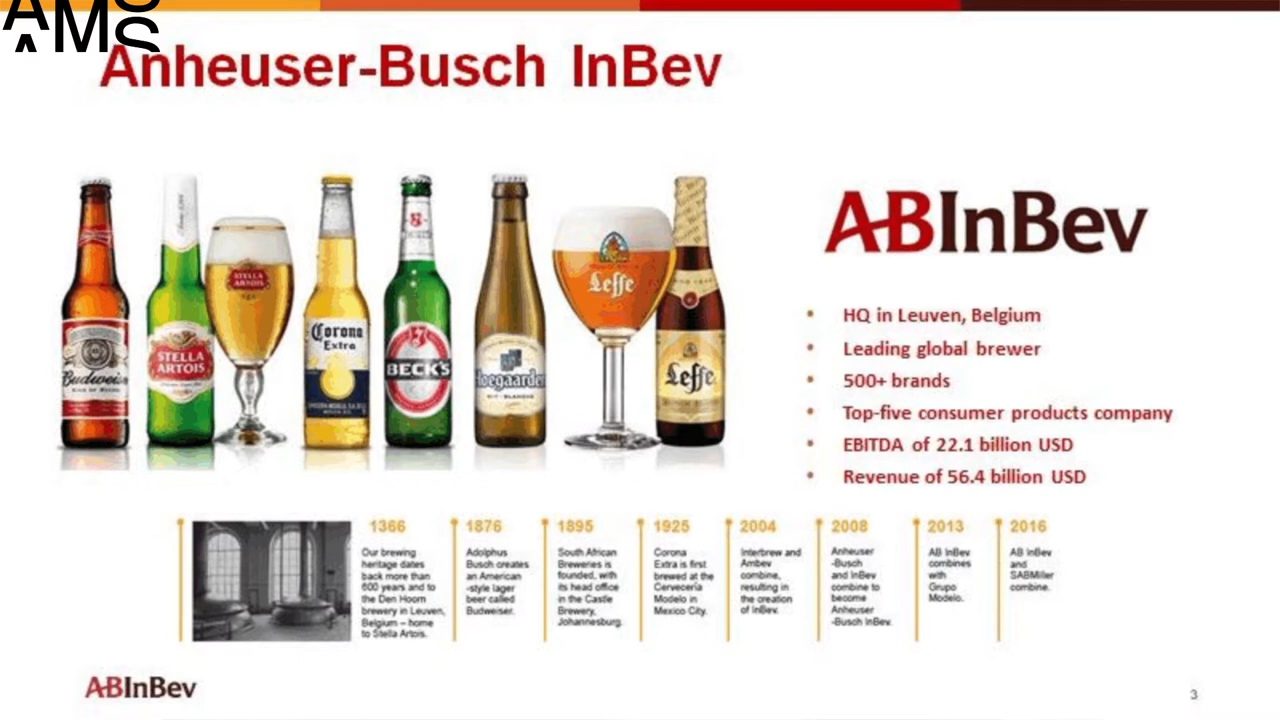 AMS
Anheuser-Busch InBev
Budweiser
STELLA
ARTOIS
STELLA
ARTOIS
Corona
Extra
BECK'S
Hoegaarden
Leffe
Leffe
ABInBev
• HQ in Leuven, Belgium
• Leading global brewer
• 500+ brands
• Top-five consumer products company
• EBITDA of 22.1 billion USD
• Revenue of 56.4 billion USD
1366
Our brewing
heritage dates
back more than
600 years and to
the Den Hoorn
brewery in Leuven,
Belgium – home
to Stella Artois.
1876
Adolphus
Busch creates
an American
-style lager
beer called
Budweiser.
1895
South African
Breweries is
founded, with
its head office
in the Castle
Brewery,
Johannesburg.
1925
Corona
Extra is first
brewed at the
Cervecería
Modelo in
Mexico City.
2004
Interbrew and
Ambev
combine,
resulting in
the creation
of InBev.
2008
Anheuser
-Busch
and InBev
combine to
become
Anheuser
-Busch InBev.
2013
AB InBev
combines
with
Grupo
Modelo.
2016
AB InBev
and
SABMiller
combine.
ABInBev
3